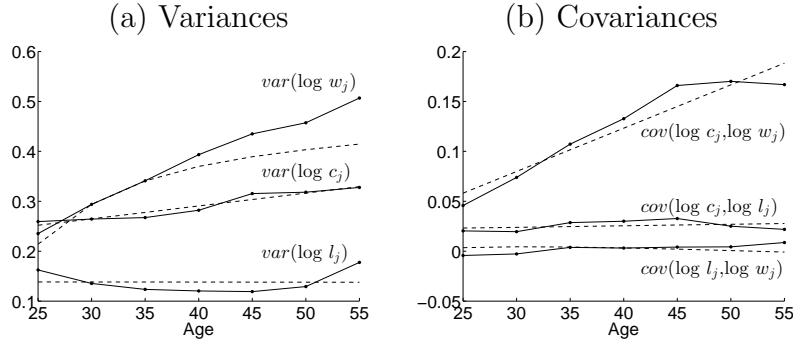 (a) Variances
(b) Covariances
0.6
0.5
0.4
0.3
0.2
0.1
var(log w_j)
var(log c_j)
var(log l_j)
25 30 35 40 45 50 55
Age
0.2
0.15
0.1
0.05
0
−0.05
cov(log c_j,log w_j)
cov(log c_j,log l_j)
cov(log l_j,log w_j)
25 30 35 40 45 50 55
Age